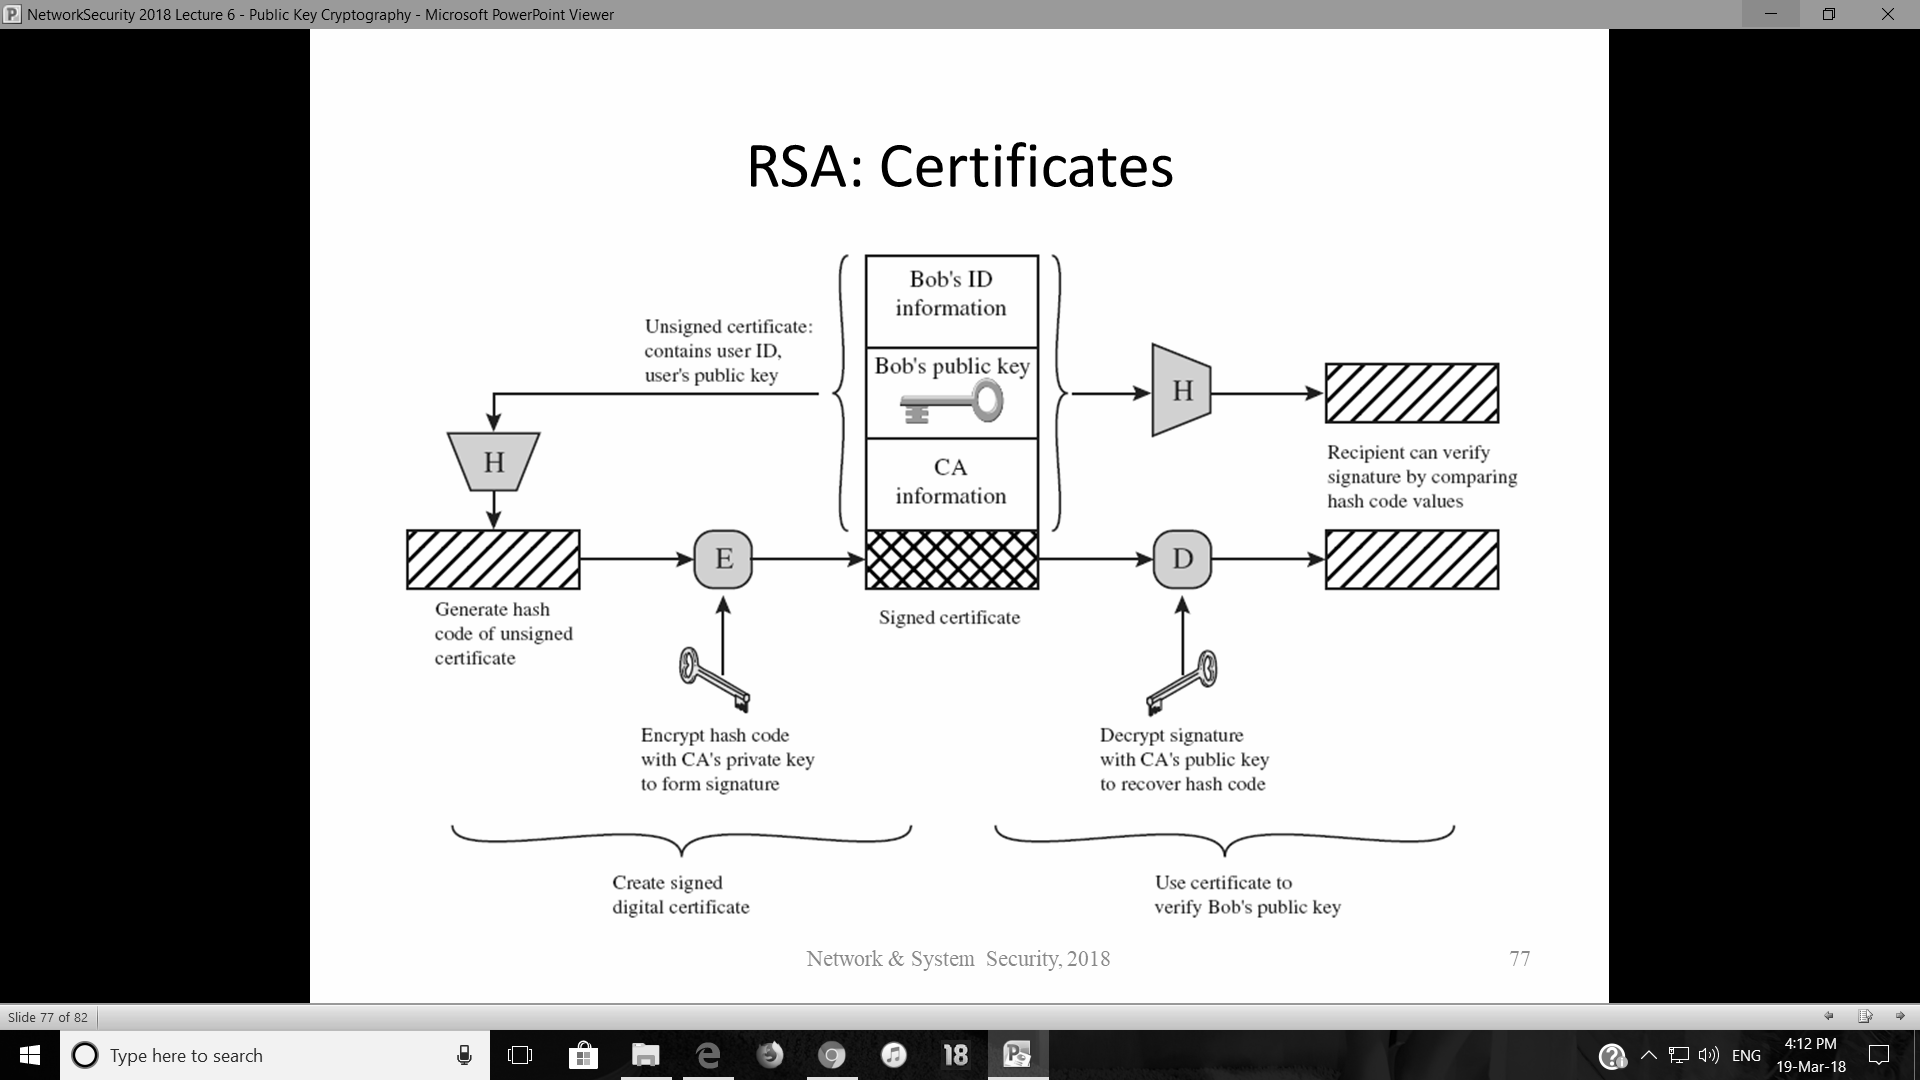 NetworkSecurity 2018 Lecture 6 - Public Key Cryptography - Microsoft PowerPoint Viewer
RSA: Certificates
Bob's ID
information
Unsigned certificate:
contains user ID,
user's public key
Bob's public key
H
H
CA
information
Recipient can verify
signature by comparing
hash code values
E
D
Generate hash
code of unsigned
certificate
Signed certificate
Encrypt hash code
with CA's private key
to form signature
Decrypt signature
with CA's public key
to recover hash code
Create signed
digital certificate
Use certificate to
verify Bob's public key
Network & System Security, 2018
77
Slide 77 of 82
Type here to search
18
ENG
4:12 PM
19-Mar-18